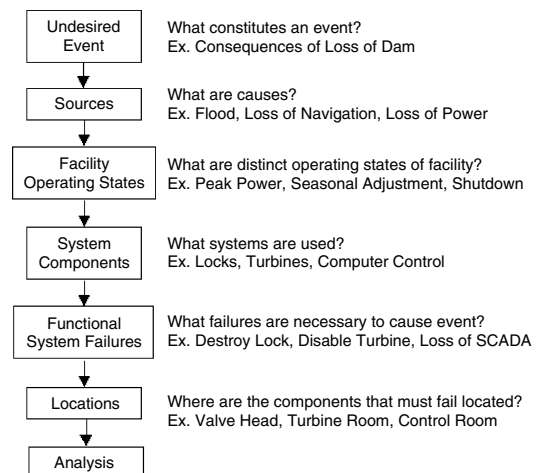 Undesired
Event
What constitutes an event?
Ex. Consequences of Loss of Dam
Sources
What are causes?
Ex. Flood, Loss of Navigation, Loss of Power
Facility
Operating States
What are distinct operating states of facility?
Ex. Peak Power, Seasonal Adjustment, Shutdown
System
Components
What systems are used?
Ex. Locks, Turbines, Computer Control
Functional
System Failures
What failures are necessary to cause event?
Ex. Destroy Lock, Disable Turbine, Loss of SCADA
Locations
Where are the components that must fail located?
Ex. Valve Head, Turbine Room, Control Room
Analysis